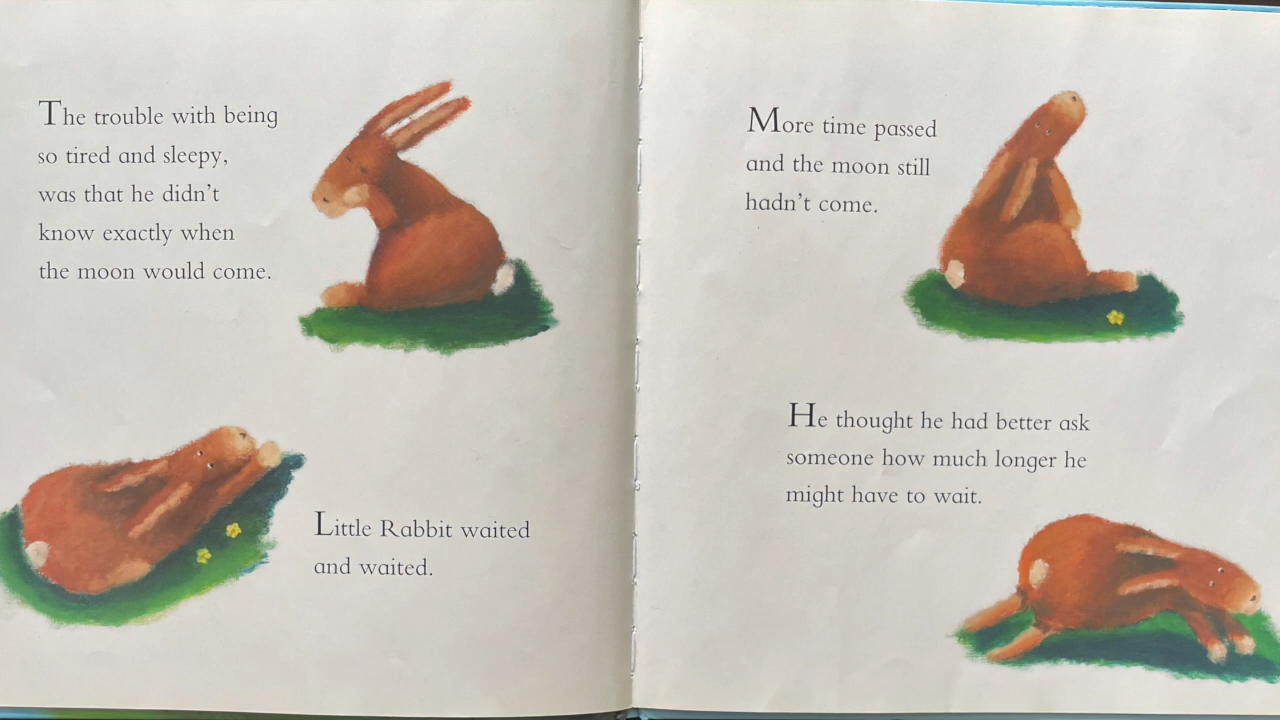 The trouble with being
so tired and sleepy,
was that he didn't
know exactly when
the moon would come.
Little Rabbit waited
and waited.
More time passed
and the moon still
hadn't come.
He thought he had better ask
someone how much longer he
might have to wait.